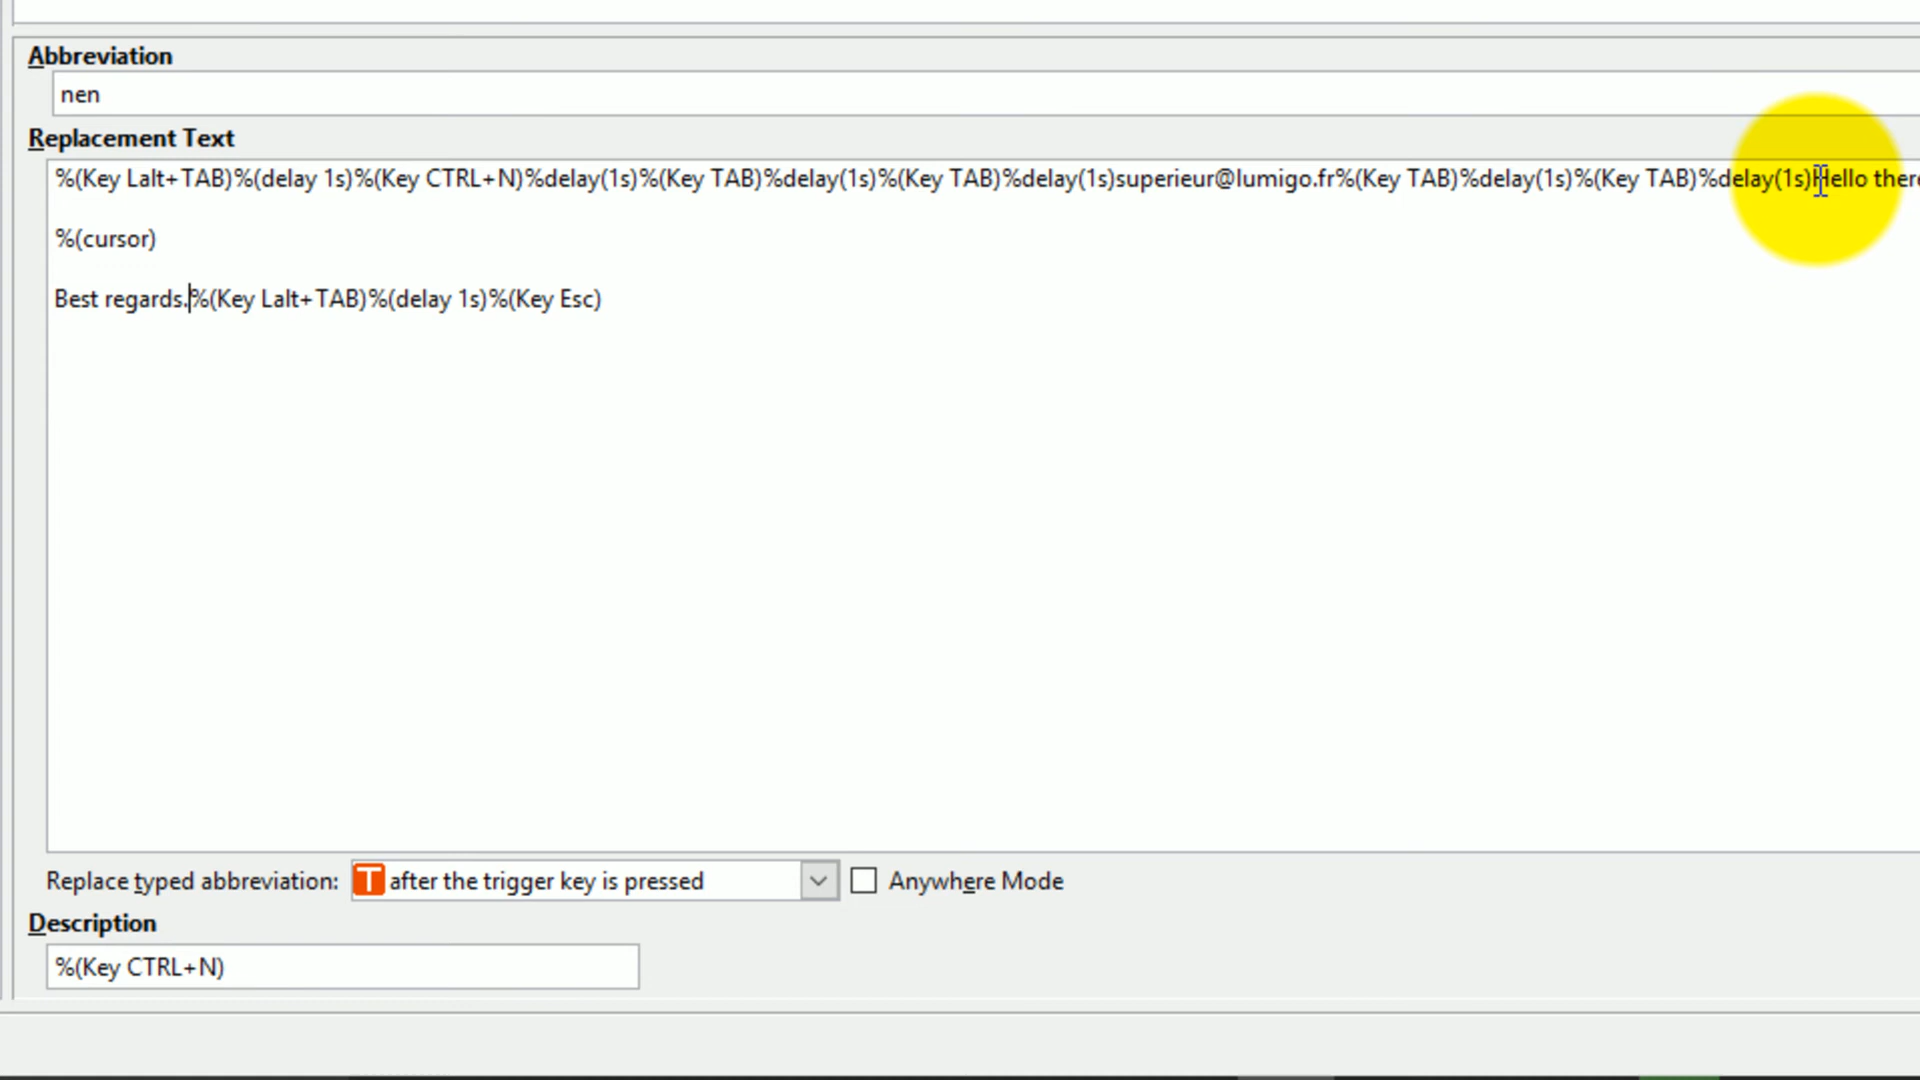 Abbreviation
nen
Replacement Text
%(Key Lalt+TAB)%(delay 1s)%(Key CTRL+N)%delay(1s)%(Key TAB)%delay(1s)%(Key TAB)%delay(1s)superieur@lumigo.fr%(Key TAB)%delay(1s)%(Key TAB)%delay(1s)Hello there
%(cursor)
Best regards.%(Key Lalt+TAB)%(delay 1s)%(Key Esc)
Replace typed abbreviation: T after the trigger key is pressed Anywhere Mode
Description
%(Key CTRL+N)